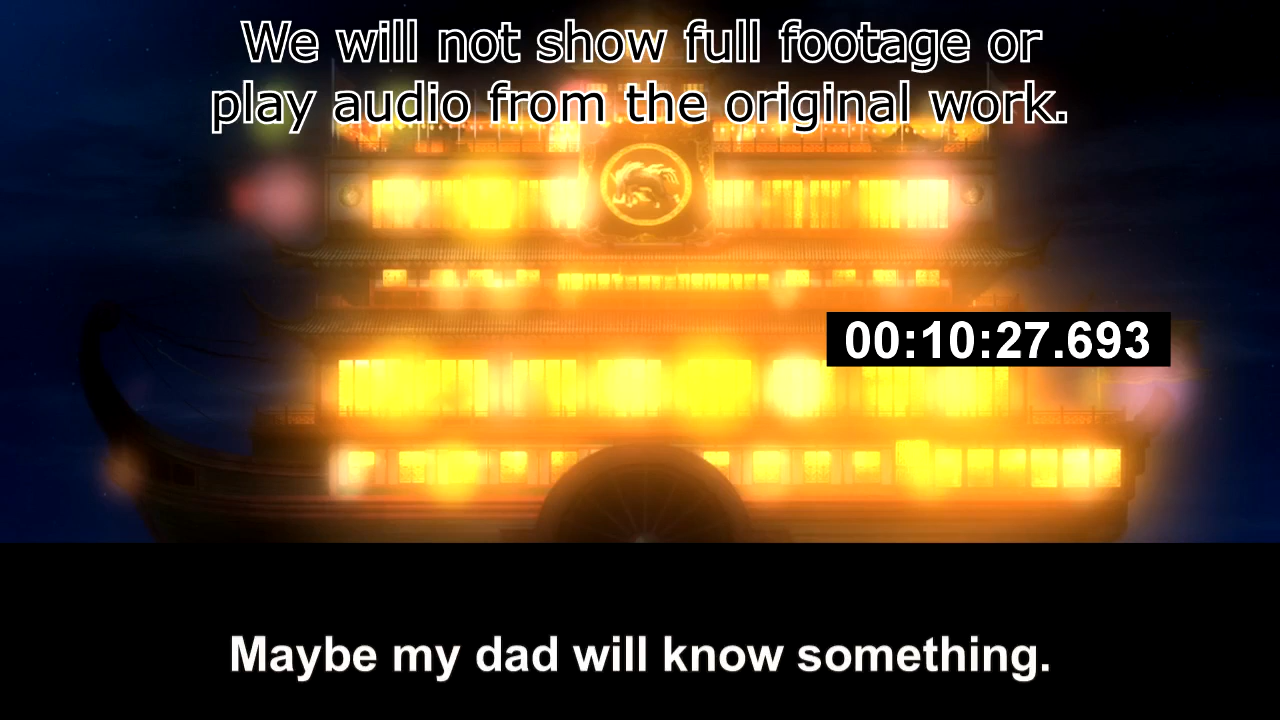 We will not show full footage or
play audio from the original work.
00:10:27.693
Maybe my dad will know something.